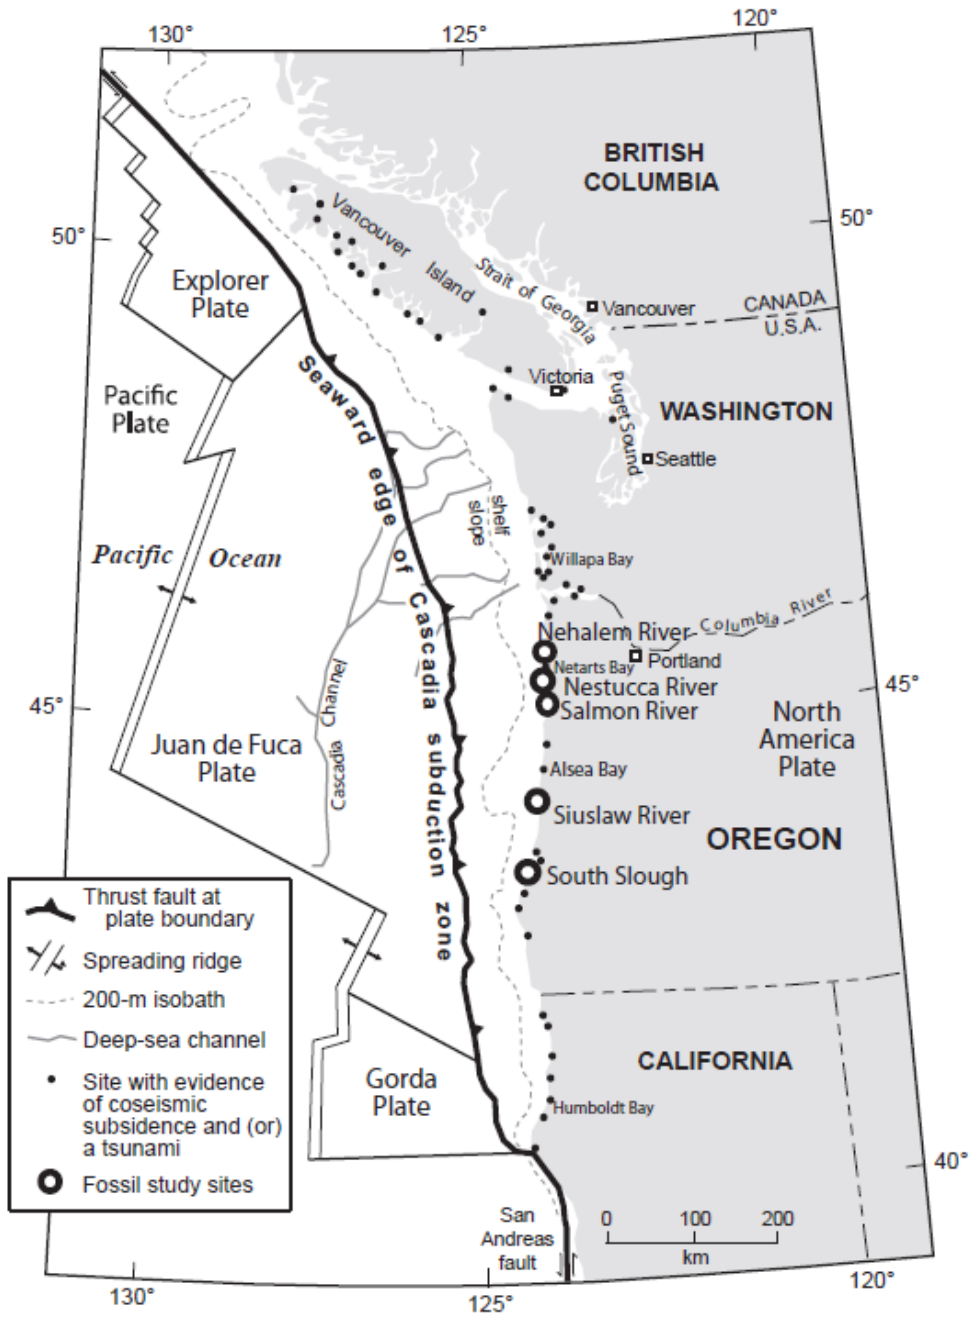 130°
125°
120°
BRITISH
COLUMBIA
50°
50°
Vancouver Island
Strait of Georgia
Explorer
Plate
Vancouver
CANADA
U.S.A.
Pacific
Plate
Victoria
Puget Sound
WASHINGTON
Seattle
Seaward edge of Cascadia subduction zone
shelf
slope
Pacific Ocean
Willapa Bay
Columbia River
Nehalem River
Portland
Netarts Bay
Nestucca River
Salmon River
45°
45°
North
America
Plate
Juan de Fuca
Plate
Cascadia Channel
Alsea Bay
Siuslaw River
OREGON
South Slough
Thrust fault at
plate boundary
Spreading ridge
200-m isobath
Deep-sea channel
Site with evidence
of coseismic
subsidence and (or)
a tsunami
Fossil study sites
CALIFORNIA
Gorda
Plate
Humboldt Bay
40°
San
Andreas
fault
0 100 200
km
130°
125°
120°